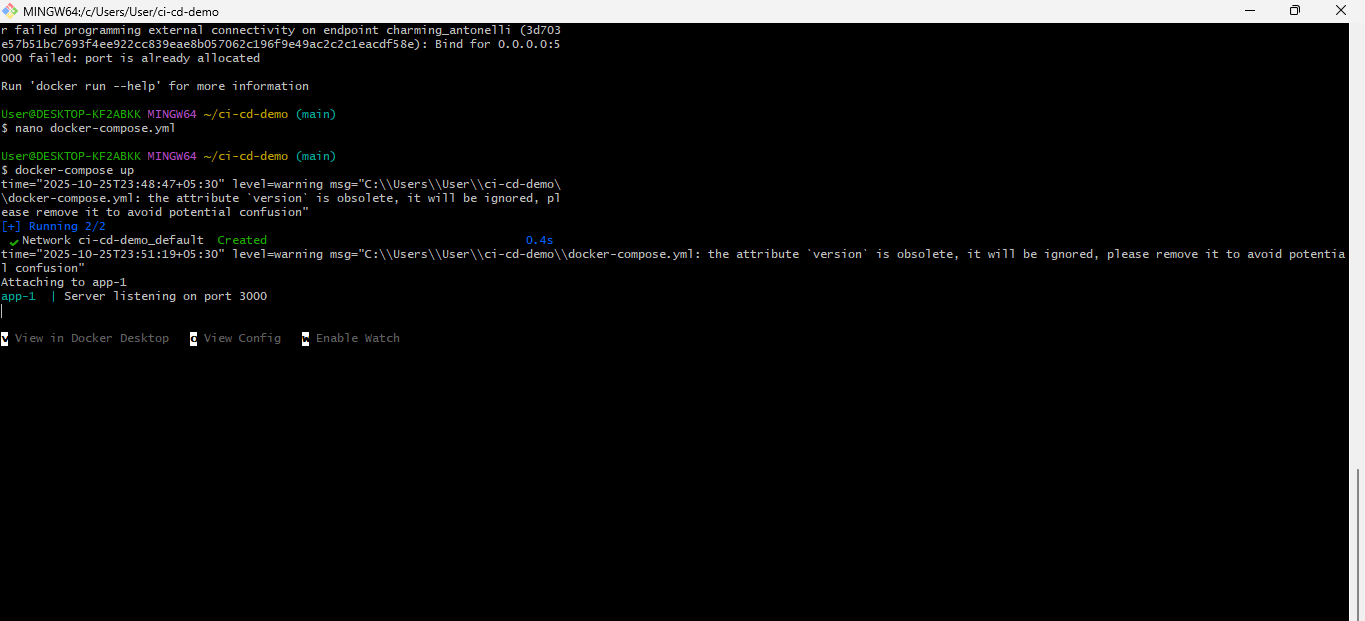 MINGW64:/c/Users/User/ci-cd-demo
r failed programming external connectivity on endpoint charming_antonelli (3d703
e57b51bc7693f4ee922cc839eae8b057062c196f9e49ac2c2c1eacdf58e): Bind for 0.0.0.0:5
000 failed: port is already allocated
Run 'docker run --help' for more information
User@DESKTOP-KF2ABKK MINGW64 ~/ci-cd-demo (main)
$ nano docker-compose.yml
User@DESKTOP-KF2ABKK MINGW64 ~/ci-cd-demo (main)
$ docker-compose up
time="2025-10-25T23:48:47+05:30" level=warning msg="C:\\Users\\User\\ci-cd-demo\
\docker-compose.yml: the attribute `version` is obsolete, it will be ignored, pl
ease remove it to avoid potential confusion"
[+] Running 2/2
✔ Network ci-cd-demo_default  Created 0.4s
time="2025-10-25T23:51:19+05:30" level=warning msg="C:\\Users\\User\\ci-cd-demo\\docker-compose.yml: the attribute `version` is obsolete, it will be ignored, please remove it to avoid potentia
l confusion"
Attaching to app-1
app-1  | Server listening on port 3000
v View in Docker Desktop   o View Config   w Enable Watch